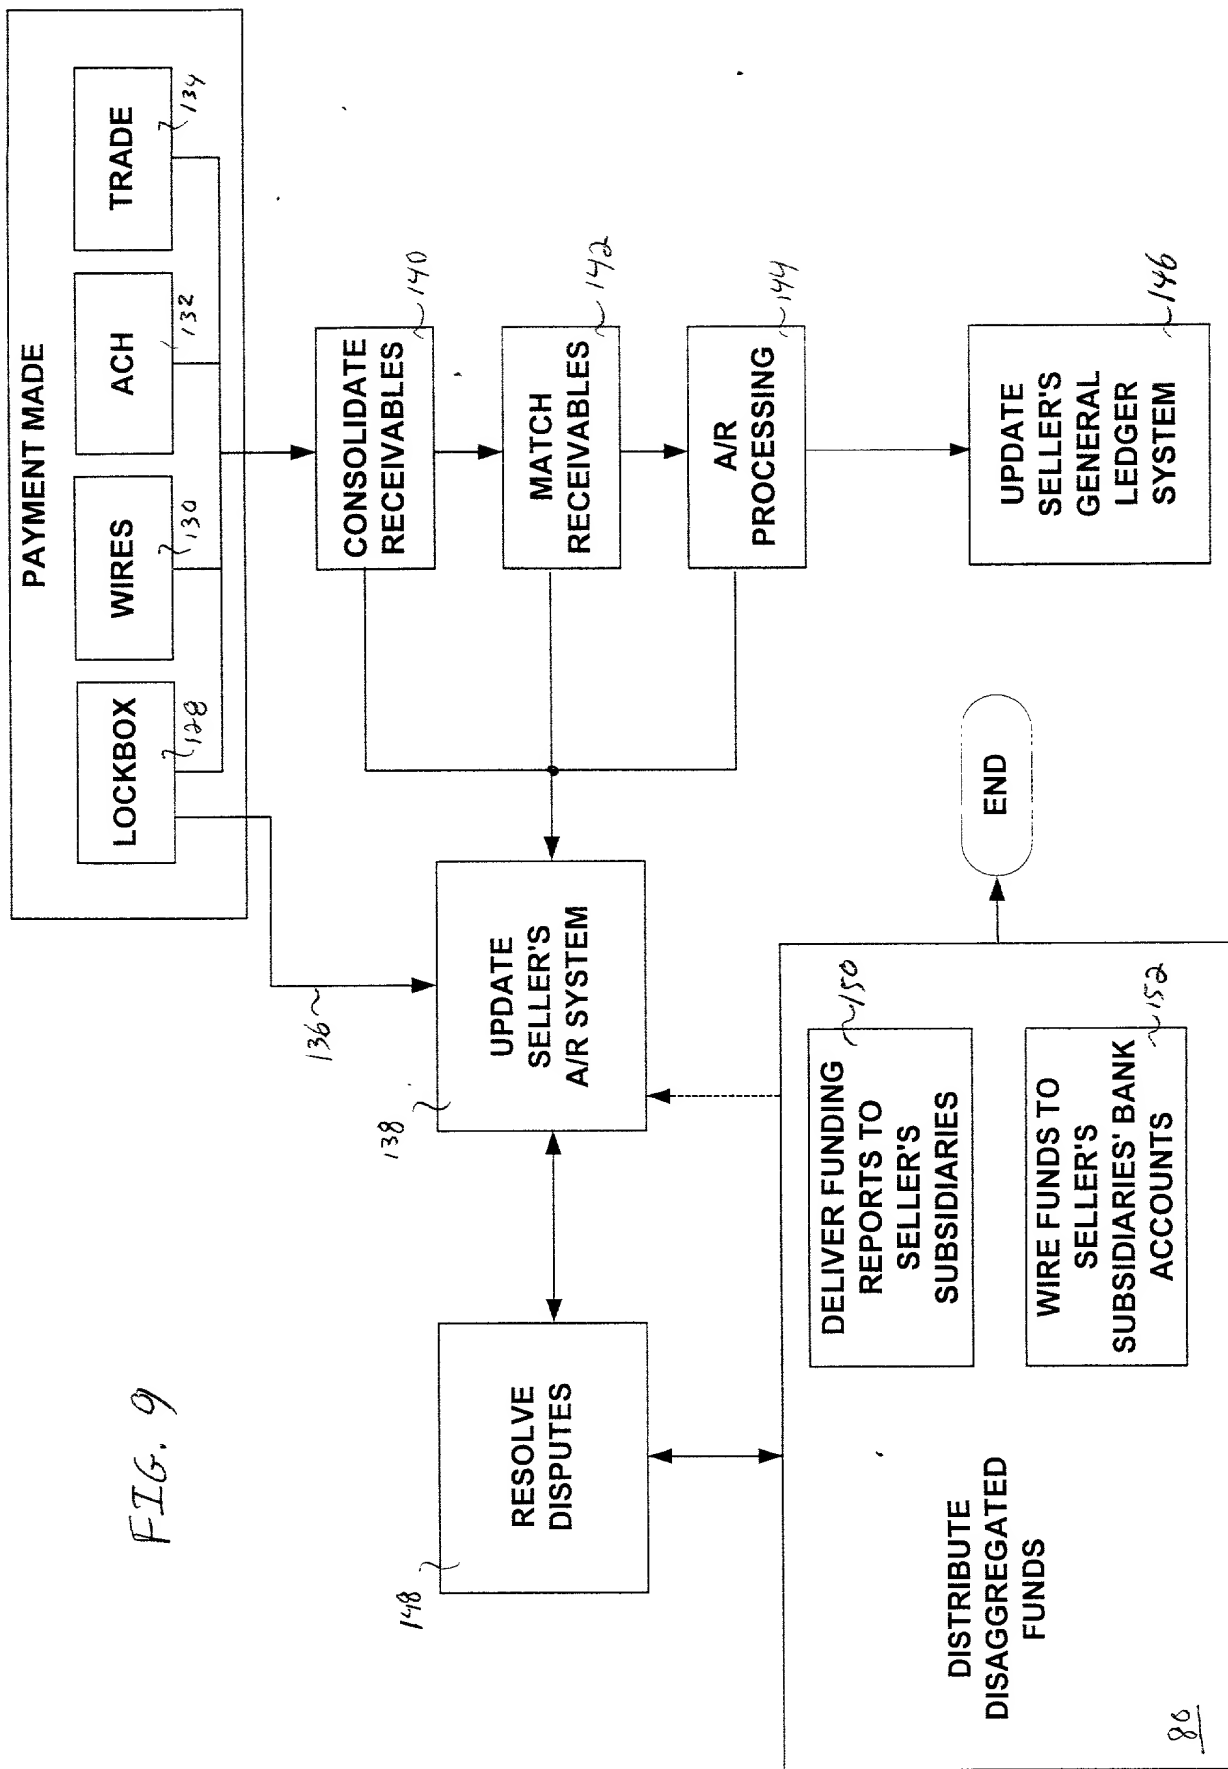 FIG. 9
PAYMENT MADE
LOCKBOX
128
WIRES
130
ACH
132
TRADE
134
136
138
UPDATE
SELLER'S
A/R SYSTEM
CONSOLIDATE
RECEIVABLES
140
MATCH
RECEIVABLES
142
A/R
PROCESSING
144
UPDATE
SELLER'S
GENERAL
LEDGER
SYSTEM
146
148
RESOLVE
DISPUTES
DISTRIBUTE
DISAGGREGATED
FUNDS
80
DELIVER FUNDING
REPORTS TO
SELLER'S
SUBSIDIARIES
150
WIRE FUNDS TO
SELLER'S
SUBSIDIARIES' BANK
ACCOUNTS
152
END